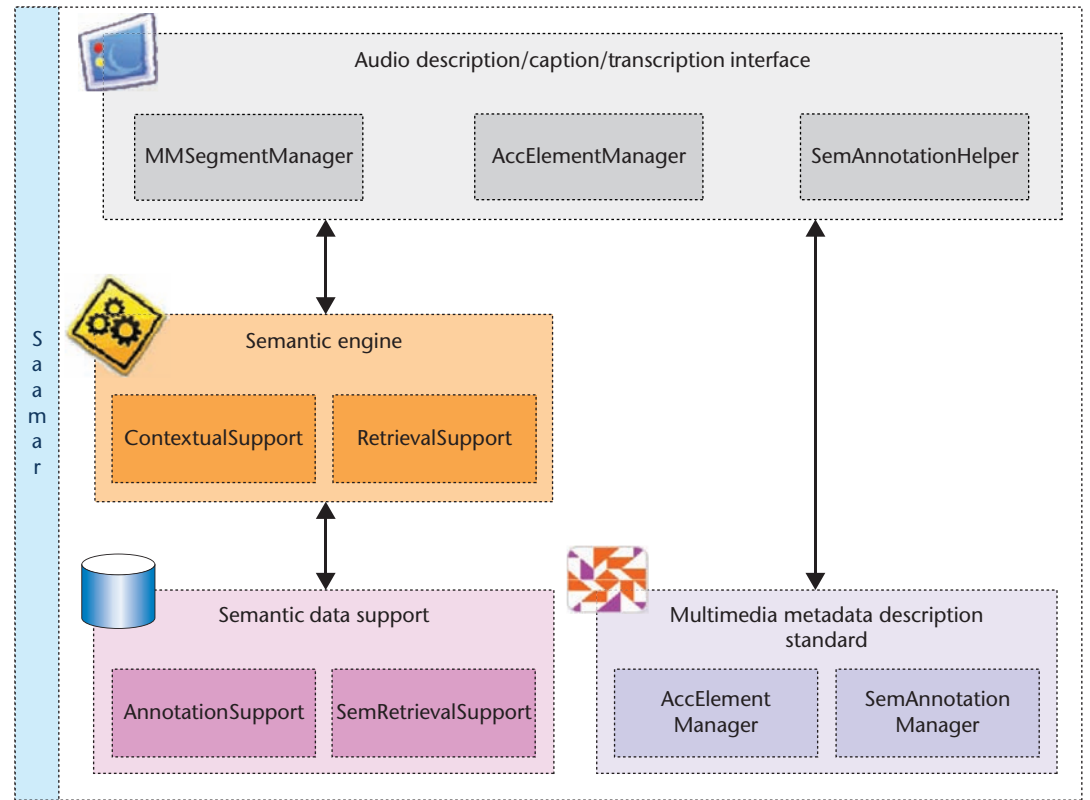 Saamar
Audio description/caption/transcription interface
MMSegmentManager
AccElementManager
SemAnnotationHelper
Semantic engine
ContextualSupport
RetrievalSupport
Semantic data support
AnnotationSupport
SemRetrievalSupport
Multimedia metadata description
standard
AccElement
Manager
SemAnnotation
Manager